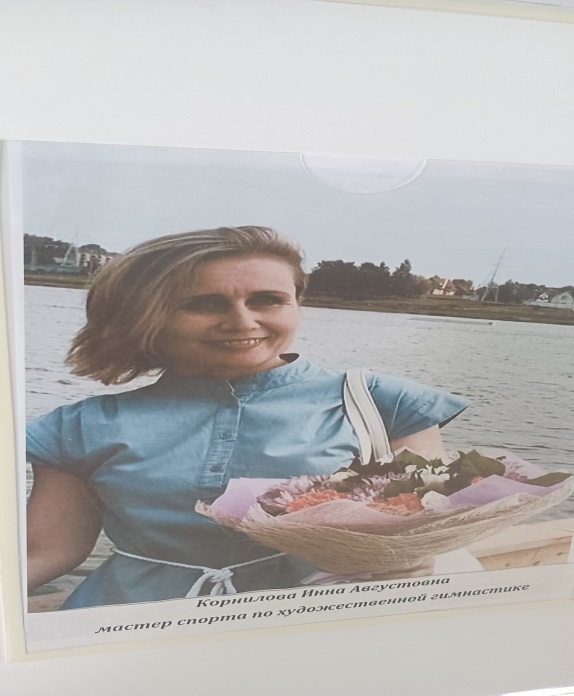 Корнилова Инна Августовна
мастер спорта по художественной гимнастике